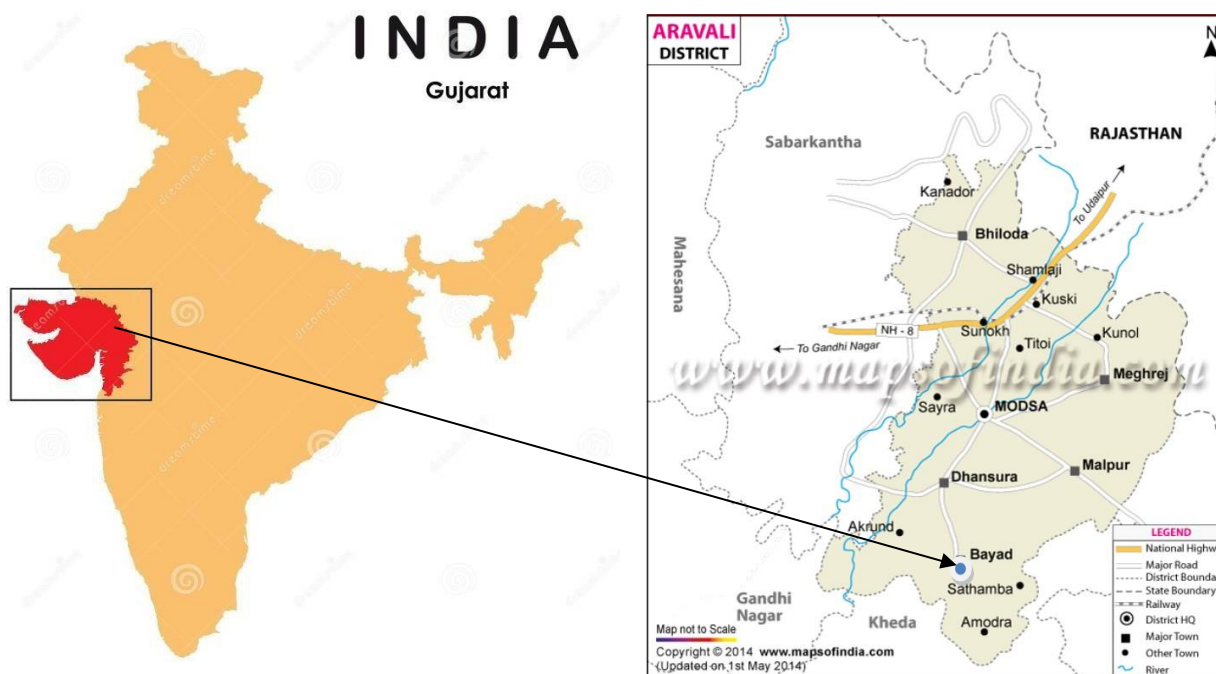 INDIA
Gujarat
dreamstime
ARAVALI
DISTRICT
N
Sabarkantha
RAJASTHAN
To Udaipur
Kanador
Bhiloda
Mahesana
Shamlaji
Kuski
NH - 8
Sunokh
Kunol
To Gandhi Nagar
Titoi
www.mapsofindia.com
Meghrej
Sayra
MODSA
Malpur
Dhansura
Akrund
Bayad
Sathamba
Gandhi
Nagar
Kheda
Amodra
LEGEND
National Highw
Major Road
District Bounda
State Boundary
Railway
District HQ
Major Town
Other Town
River
Map not to Scale
Copyright © 2014 www.mapsofindia.com
(Updated on 1st May 2014)